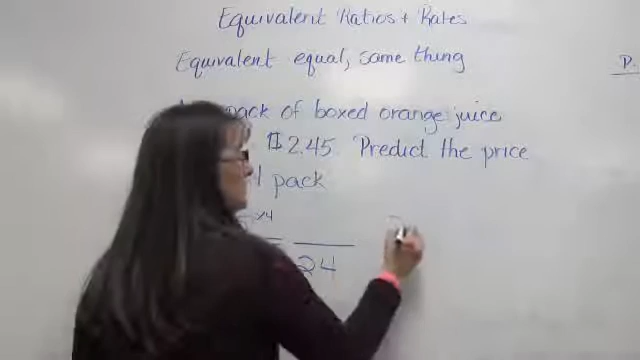 Equivalent Ratios + Rates
Equivalent equal, same thing
pack of boxed orange juice
$2.45 Predict the price
pack
x4
24
P.